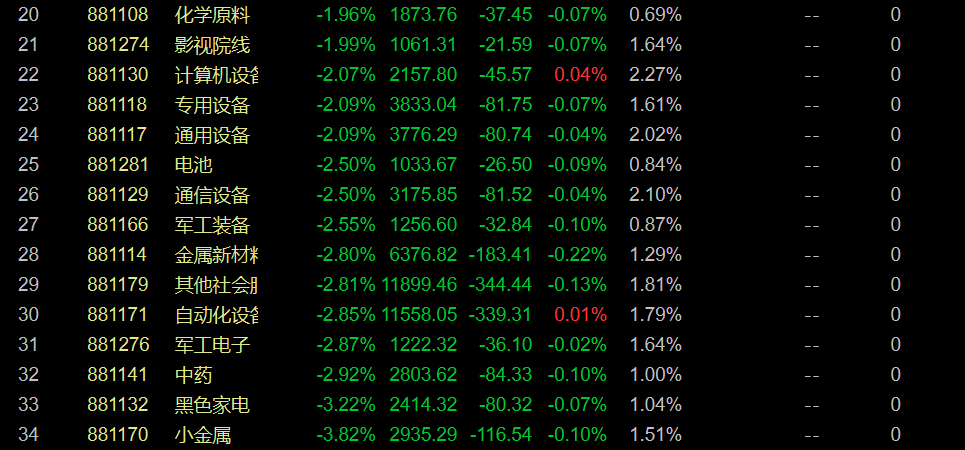 20 881108 化学原料 -1.96% 1873.76 -37.45 -0.07% 0.69% -- 0
21 881274 影视院线 -1.99% 1061.31 -21.59 -0.07% 1.64% -- 0
22 881130 计算机设备 -2.07% 2157.80 -45.57 0.04% 2.27% -- 0
23 881118 专用设备 -2.09% 3833.04 -81.75 -0.07% 1.61% -- 0
24 881117 通用设备 -2.09% 3776.29 -80.74 -0.04% 2.02% -- 0
25 881281 电池 -2.50% 1033.67 -26.50 -0.09% 0.84% -- 0
26 881129 通信设备 -2.50% 3175.85 -81.52 -0.04% 2.10% -- 0
27 881166 军工装备 -2.55% 1256.60 -32.84 -0.10% 0.87% -- 0
28 881114 金属新材料 -2.80% 6376.82 -183.41 -0.22% 1.29% -- 0
29 881179 其他社会服 -2.81% 11899.46 -344.44 -0.13% 1.81% -- 0
30 881171 自动化设备 -2.85% 11558.05 -339.31 0.01% 1.79% -- 0
31 881276 军工电子 -2.87% 1222.32 -36.10 -0.02% 1.64% -- 0
32 881141 中药 -2.92% 2803.62 -84.33 -0.10% 1.00% -- 0
33 881132 黑色家电 -3.22% 2414.32 -80.32 -0.07% 1.04% -- 0
34 881170 小金属 -3.82% 2935.29 -116.54 -0.10% 1.51% -- 0